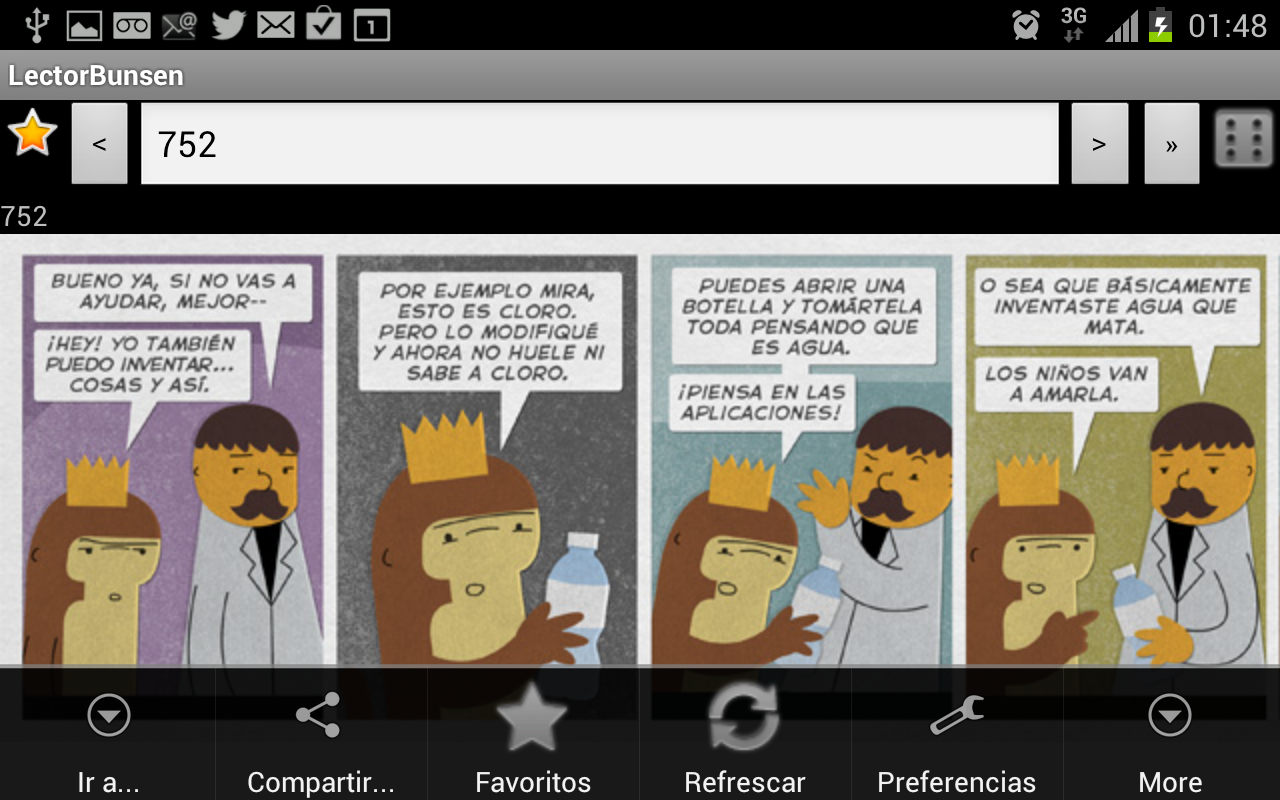 1
3G
01:48
LectorBunsen
<
752
>
»
752
BUENO YA, SI NO VAS A
AYUDAR, MEJOR--
¡HEY! YO TAMBIÉN
PUEDO INVENTAR...
COSAS Y ASÍ.
POR EJEMPLO MIRA,
ESTO ES CLORO.
PERO LO MODIFIQUÉ
Y AHORA NO HUELE NI
SABE A CLORO.
PUEDES ABRIR UNA
BOTELLA Y TOMÁRTELA
TODA PENSANDO QUE
ES AGUA.
¡PIENSA EN LAS
APLICACIONES!
O SEA QUE BÁSICAMENTE
INVENTASTE AGUA QUE
MATA.
LOS NIÑOS VAN
A AMARLA.
Ir a...
Compartir...
Favoritos
Refrescar
Preferencias
More